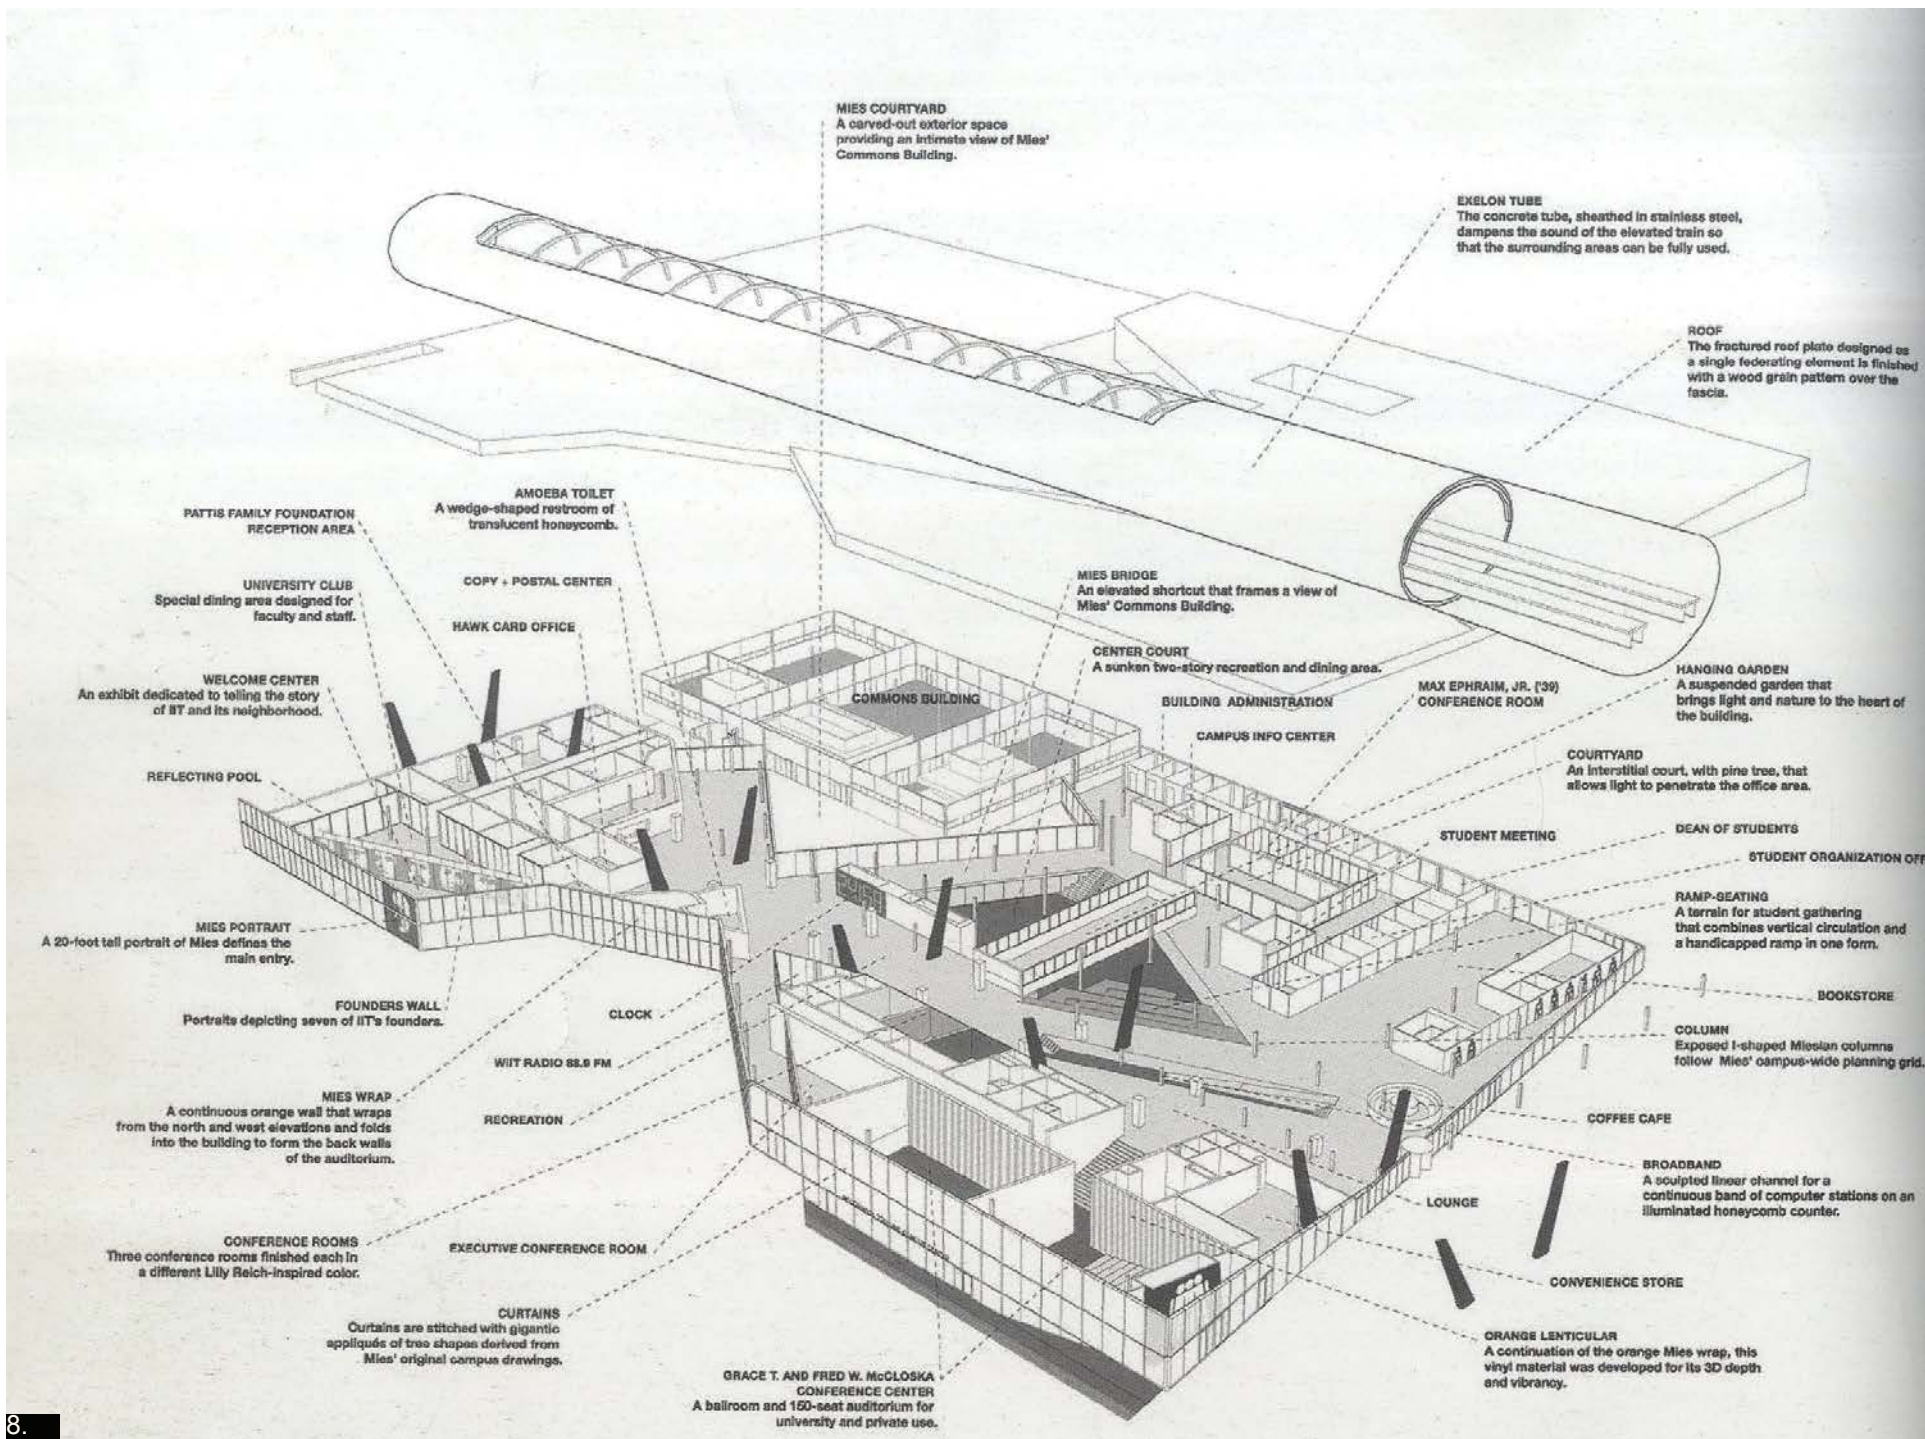 MIES COURTYARD
A carved-out exterior space
providing an intimate view of Mies'
Commons Building.
EXELON TUBE
The concrete tube, sheathed in stainless steel,
dampens the sound of the elevated train so
that the surrounding areas can be fully used.
ROOF
The fractured roof plate designed as
a single federating element is finished
with a wood grain pattern over the
fascia.
AMOEBA TOILET
A wedge-shaped restroom of
translucent honeycomb.
PATTIS FAMILY FOUNDATION
RECEPTION AREA
COPY + POSTAL CENTER
UNIVERSITY CLUB
Special dining area designed for
faculty and staff.
HAWK CARD OFFICE
WELCOME CENTER
An exhibit dedicated to telling the story
of IIT and its neighborhood.
REFLECTING POOL
MIES BRIDGE
An elevated shortcut that frames a view of
Mies' Commons Building.
CENTER COURT
A sunken two-story recreation and dining area.
COMMONS BUILDING
BUILDING ADMINISTRATION
CAMPUS INFO CENTER
MAX EPHRAIM, JR. ('39)
CONFERENCE ROOM
HANGING GARDEN
A suspended garden that
brings light and nature to the heart of
the building.
COURTYARD
An interstitial court, with pine tree, that
allows light to penetrate the office area.
STUDENT MEETING
DEAN OF STUDENTS
STUDENT ORGANIZATION OFF
RAMP-SEATING
A terrain for student gathering
that combines vertical circulation and
a handicapped ramp in one form.
BOOKSTORE
COLUMN
Exposed I-shaped Miesian columns
follow Mies' campus-wide planning grid.
COFFEE CAFE
BROADBAND
A sculpted linear channel for a
continuous band of computer stations on an
illuminated honeycomb counter.
LOUNGE
CONVENIENCE STORE
ORANGE LENTICULAR
A continuation of the orange Mies wrap, this
vinyl material was developed for its 3D depth
and vibrancy.
MIES PORTRAIT
A 20-foot tall portrait of Mies defines the
main entry.
FOUNDERS WALL
Portraits depicting seven of IIT's founders.
CLOCK
WIIT RADIO 88.9 FM
MIES WRAP
A continuous orange wall that wraps
from the north and west elevations and folds
into the building to form the back walls
of the auditorium.
RECREATION
CONFERENCE ROOMS
Three conference rooms finished each in
a different Lilly Reich-inspired color.
EXECUTIVE CONFERENCE ROOM
CURTAINS
Curtains are stitched with gigantic
appliqués of tree shapes derived from
Mies' original campus drawings.
GRACE T. AND FRED W. McCLOSKA
CONFERENCE CENTER
A ballroom and 150-seat auditorium for
university and private use.
8.